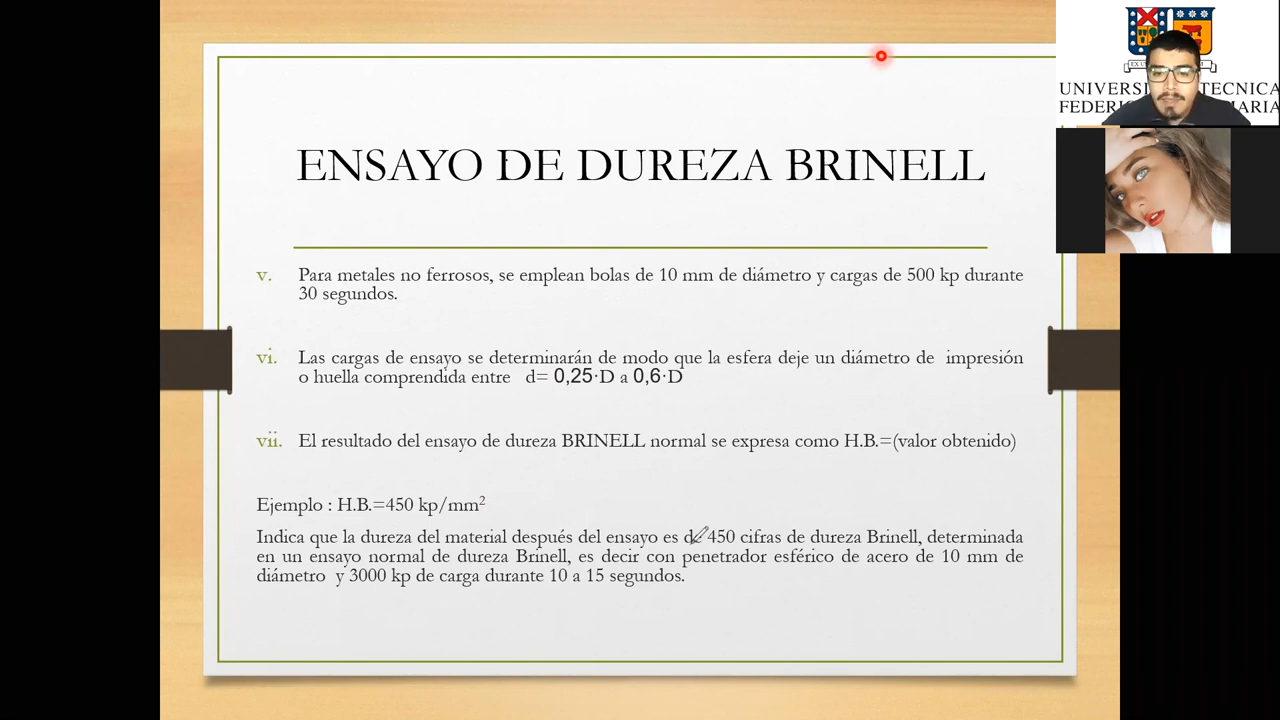 ENSAYO DE DUREZA BRINELL
v. Para metales no ferrosos, se emplean bolas de 10 mm de diámetro y cargas de 500 kp durante
30 segundos.
vi. Las cargas de ensayo se determinarán de modo que la esfera deje un diámetro de impresión
o huella comprendida entre d= 0,25·D a 0,6·D
vii. El resultado del ensayo de dureza BRINELL normal se expresa como H.B.=(valor obtenido)
Ejemplo : H.B.=450 kp/mm²
Indica que la dureza del material después del ensayo es de 450 cifras de dureza Brinell, determinada
en un ensayo normal de dureza Brinell, es decir con penetrador esférico de acero de 10 mm de
diámetro y 3000 kp de carga durante 10 a 15 segundos.
UNIVERSI TECNICA
FEDERI MARIA